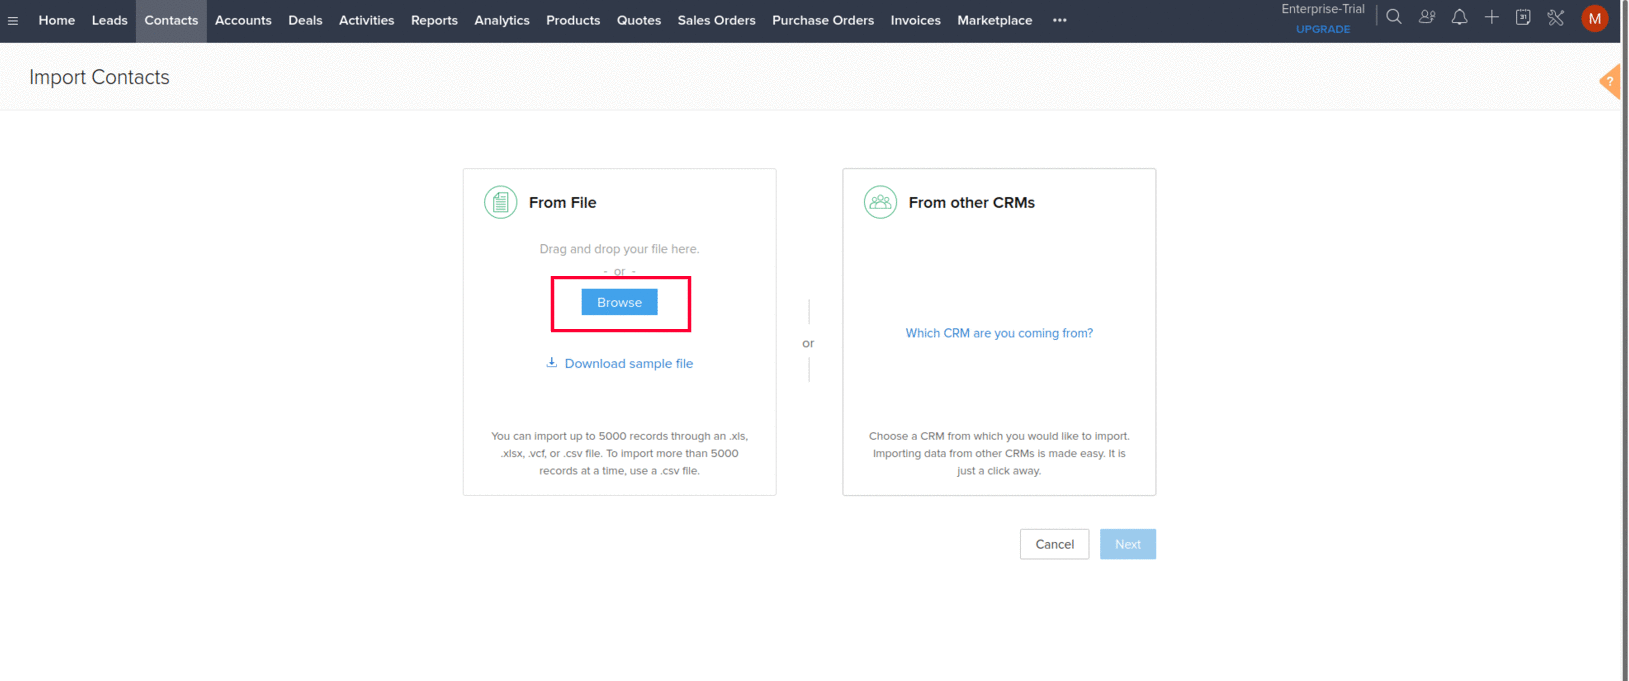 Home Leads Contacts Accounts Deals Activities Reports Analytics Products Quotes Sales Orders Purchase Orders Invoices Marketplace ••• Enterprise-Trial
UPGRADE
31
M
Import Contacts
?
From File
Drag and drop your file here.
- or -
Browse
Download sample file
You can import up to 5000 records through an .xls,
.xlsx, .vcf, or .csv file. To import more than 5000
records at a time, use a .csv file.
or
From other CRMs
Which CRM are you coming from?
Choose a CRM from which you would like to import.
Importing data from other CRMs is made easy. It is
just a click away.
Cancel Next